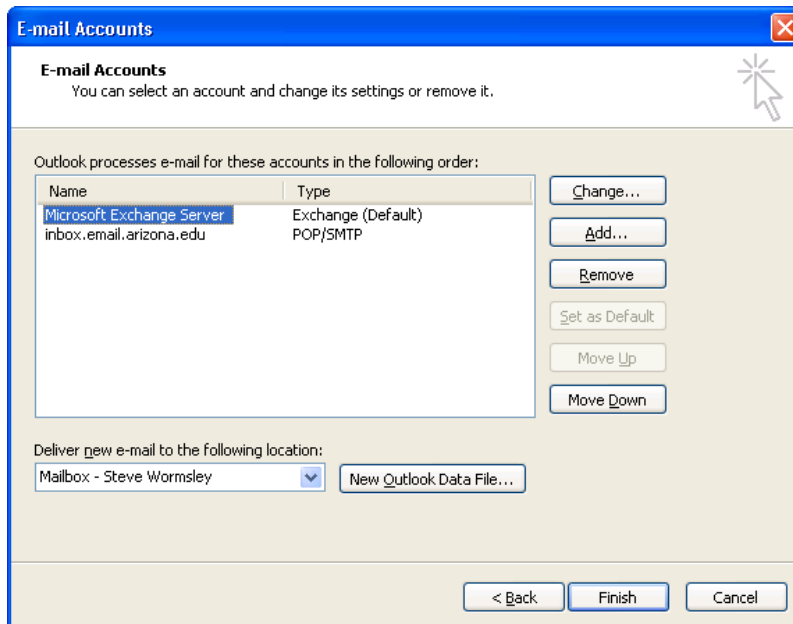 E-mail Accounts
E-mail Accounts
You can select an account and change its settings or remove it.
Outlook processes e-mail for these accounts in the following order:
Name Type
Microsoft Exchange Server Exchange (Default)
inbox.email.arizona.edu POP/SMTP
Change...
Add...
Remove
Set as Default
Move Up
Move Down
Deliver new e-mail to the following location:
Mailbox - Steve Wormsley New Outlook Data File...
< Back Finish Cancel